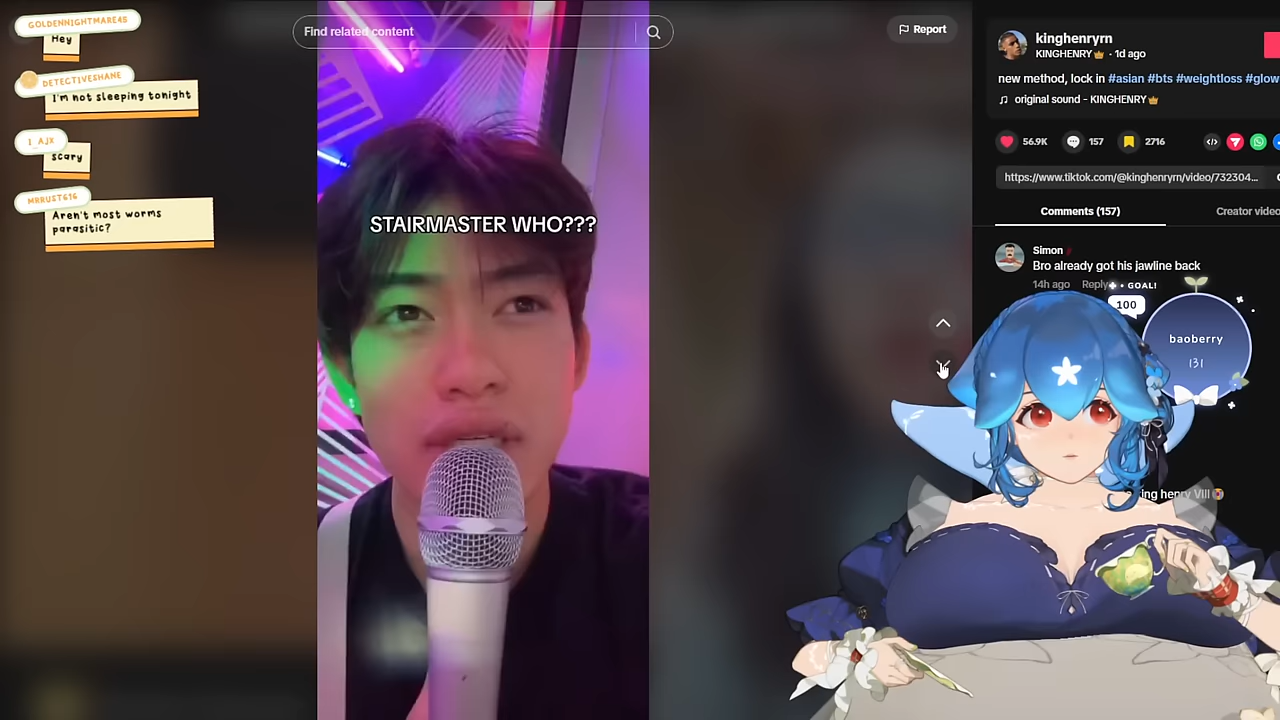 GOLDENNIGHTMARE45
Hey
DETECTIVESHANE
I'm not sleeping tonight
1 AJX
scary
MRRUST616
Aren't most worms
parasitic?
Find related content
Report
STAIRMASTER WHO???
kinghenryrn
KINGHENRY👑 · 1d ago
new method, lock in #asian #bts #weightloss #glow
original sound - KINGHENRY👑
56.9K
157
2716
https://www.tiktok.com/@kinghenryrn/video/732304...
Comments (157)
Creator video
Simon
Bro already got his jawline back
14h ago Reply
GOAL!
100
baoberry
131
ing henry VIII